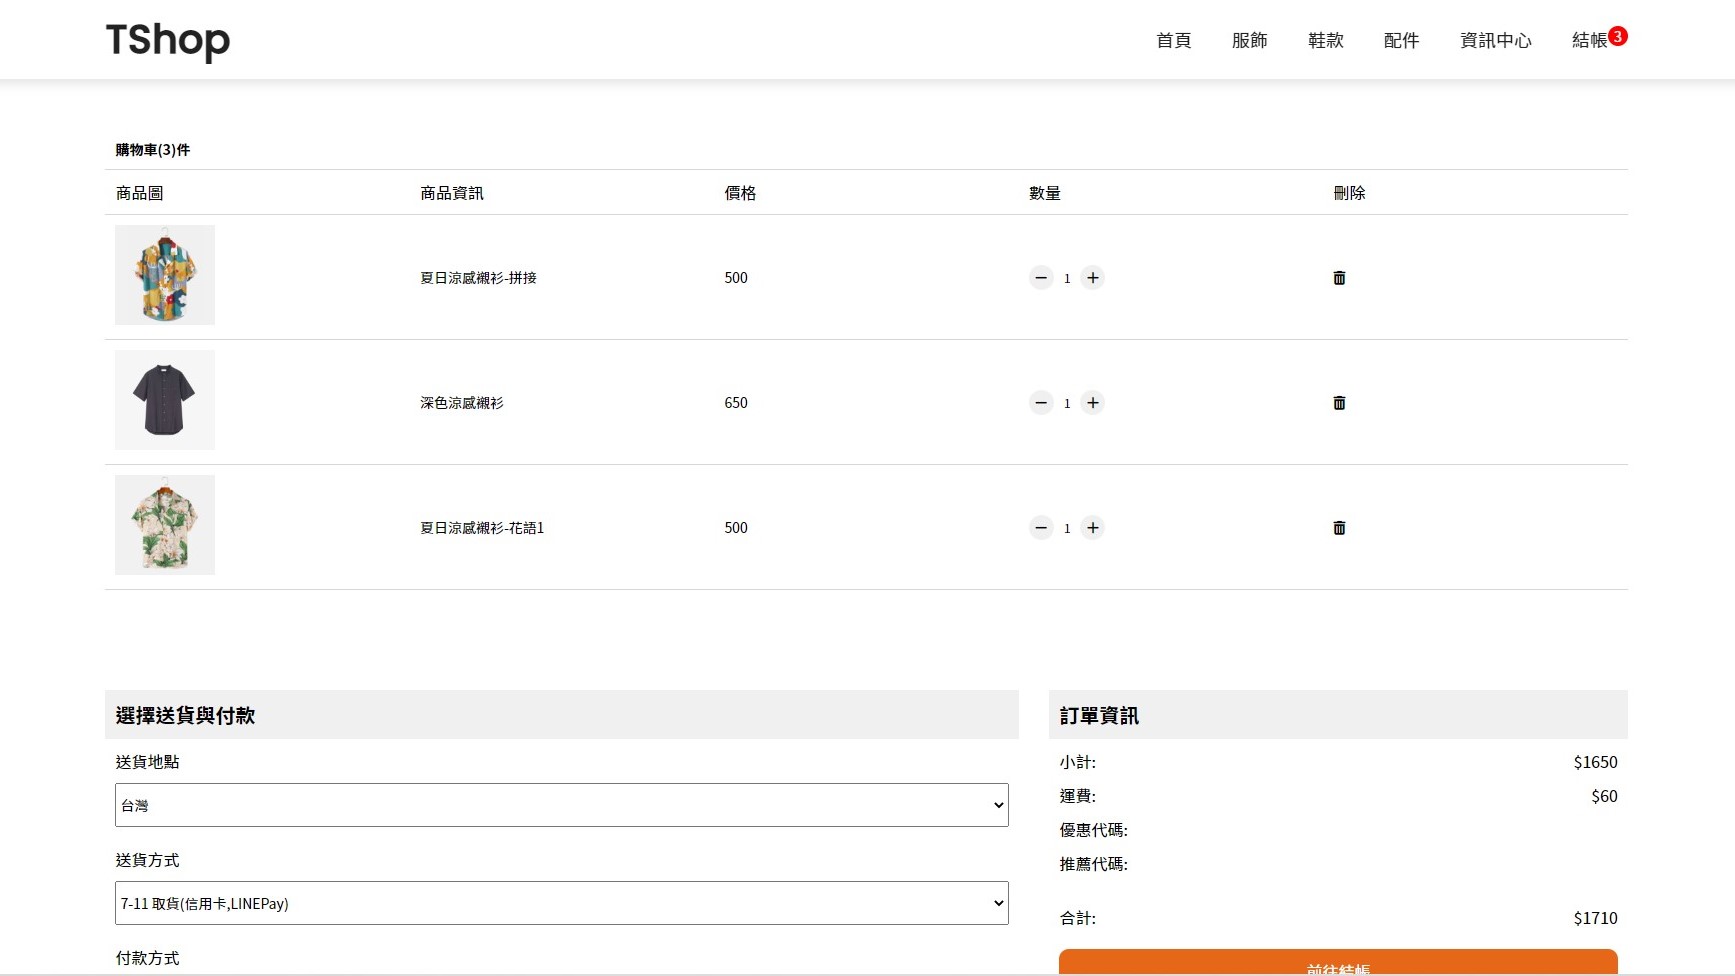 TShop
首頁 服飾 鞋款 配件 資訊中心 結帳 3
購物車(3)件
商品圖 商品資訊 價格 數量 刪除
夏日涼感襯衫-拼接 500 1
深色涼感襯衫 650 1
夏日涼感襯衫-花語1 500 1
選擇送貨與付款
送貨地點
台灣
送貨方式
7-11 取貨(信用卡,LINEPay)
付款方式
訂單資訊
小計: $1650
運費: $60
優惠代碼:
推薦代碼:
合計: $1710
前往結帳